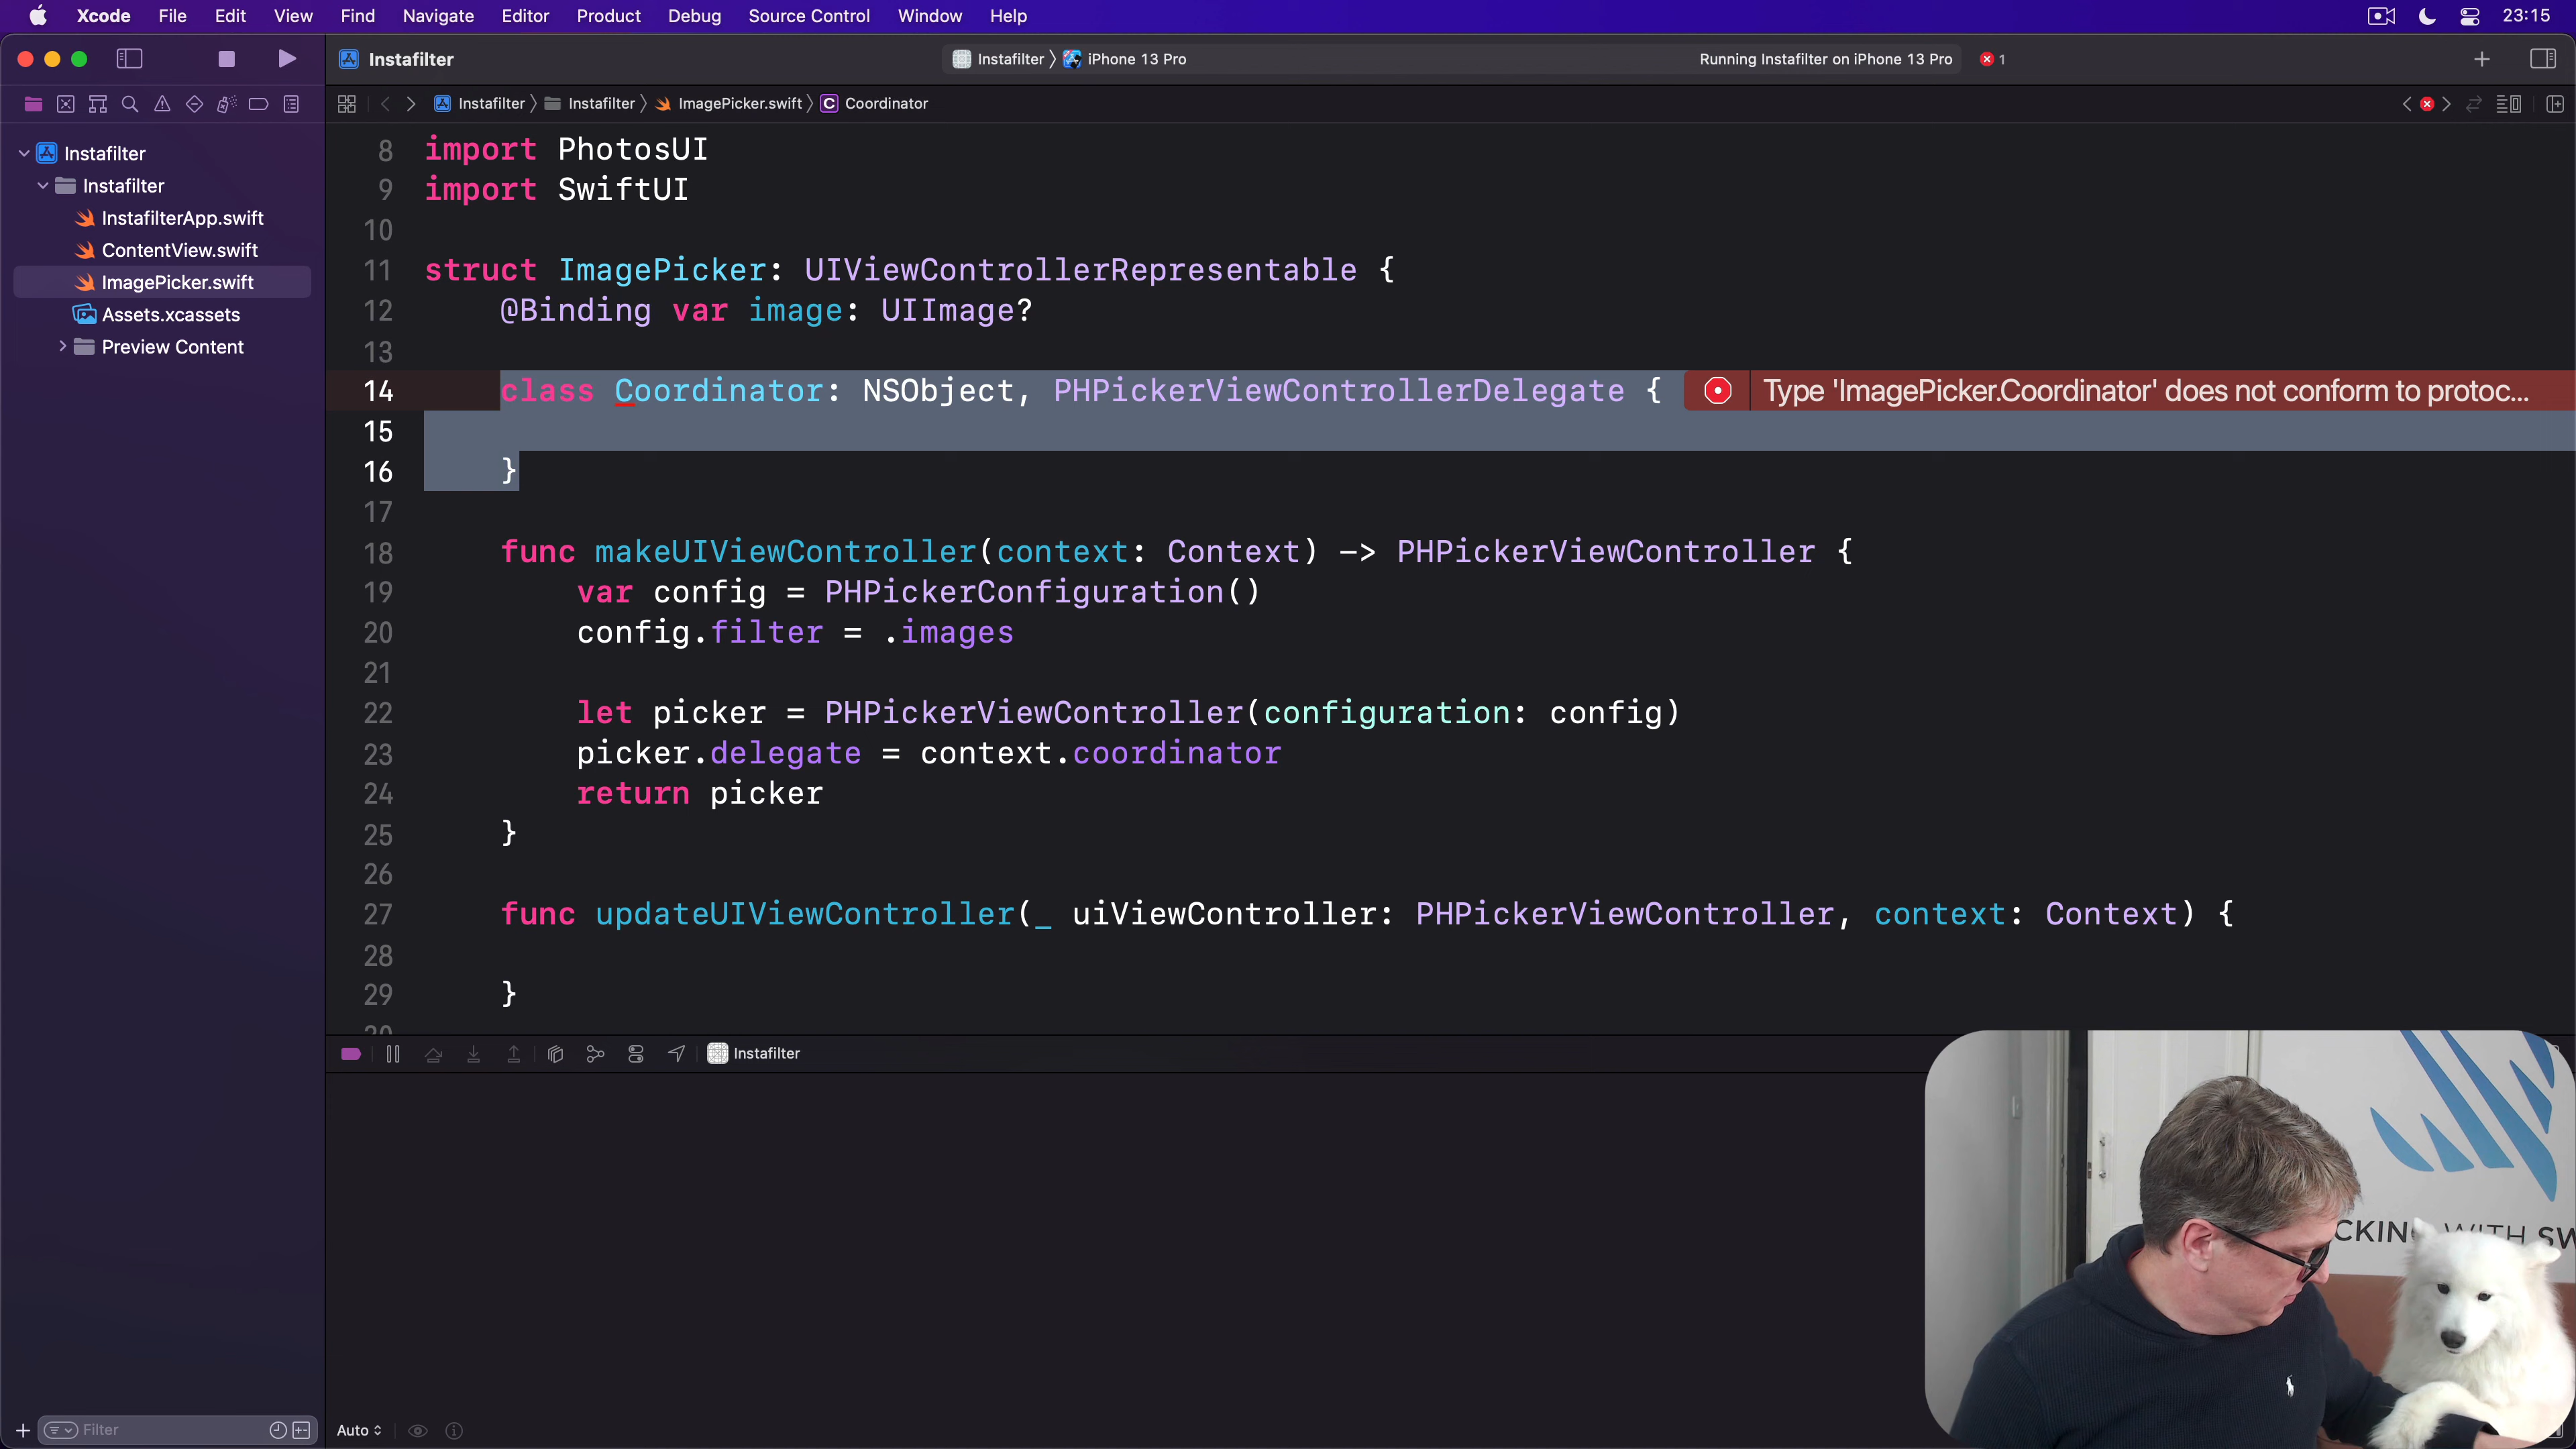 Xcode File Edit View Find Navigate Editor Product Debug Source Control Window Help 23:15
Instafilter Instafilter iPhone 13 Pro Running Instafilter on iPhone 13 Pro 1
Instafilter Instafilter ImagePicker.swift C Coordinator
Instafilter
Instafilter
InstafilterApp.swift
ContentView.swift
ImagePicker.swift
Assets.xcassets
Preview Content
8 import PhotosUI
9 import SwiftUI
10
11 struct ImagePicker: UIViewControllerRepresentable {
12 @Binding var image: UIImage?
13
14 class Coordinator: NSObject, PHPickerViewControllerDelegate { Type 'ImagePicker.Coordinator' does not conform to protoc...
15
16 }
17
18 func makeUIViewController(context: Context) -> PHPickerViewController {
19 var config = PHPickerConfiguration()
20 config.filter = .images
21
22 let picker = PHPickerViewController(configuration: config)
23 picker.delegate = context.coordinator
24 return picker
25 }
26
27 func updateUIViewController(_ uiViewController: PHPickerViewController, context: Context) {
28
29 }
Instafilter
CKING WITH SW
Filter
Auto